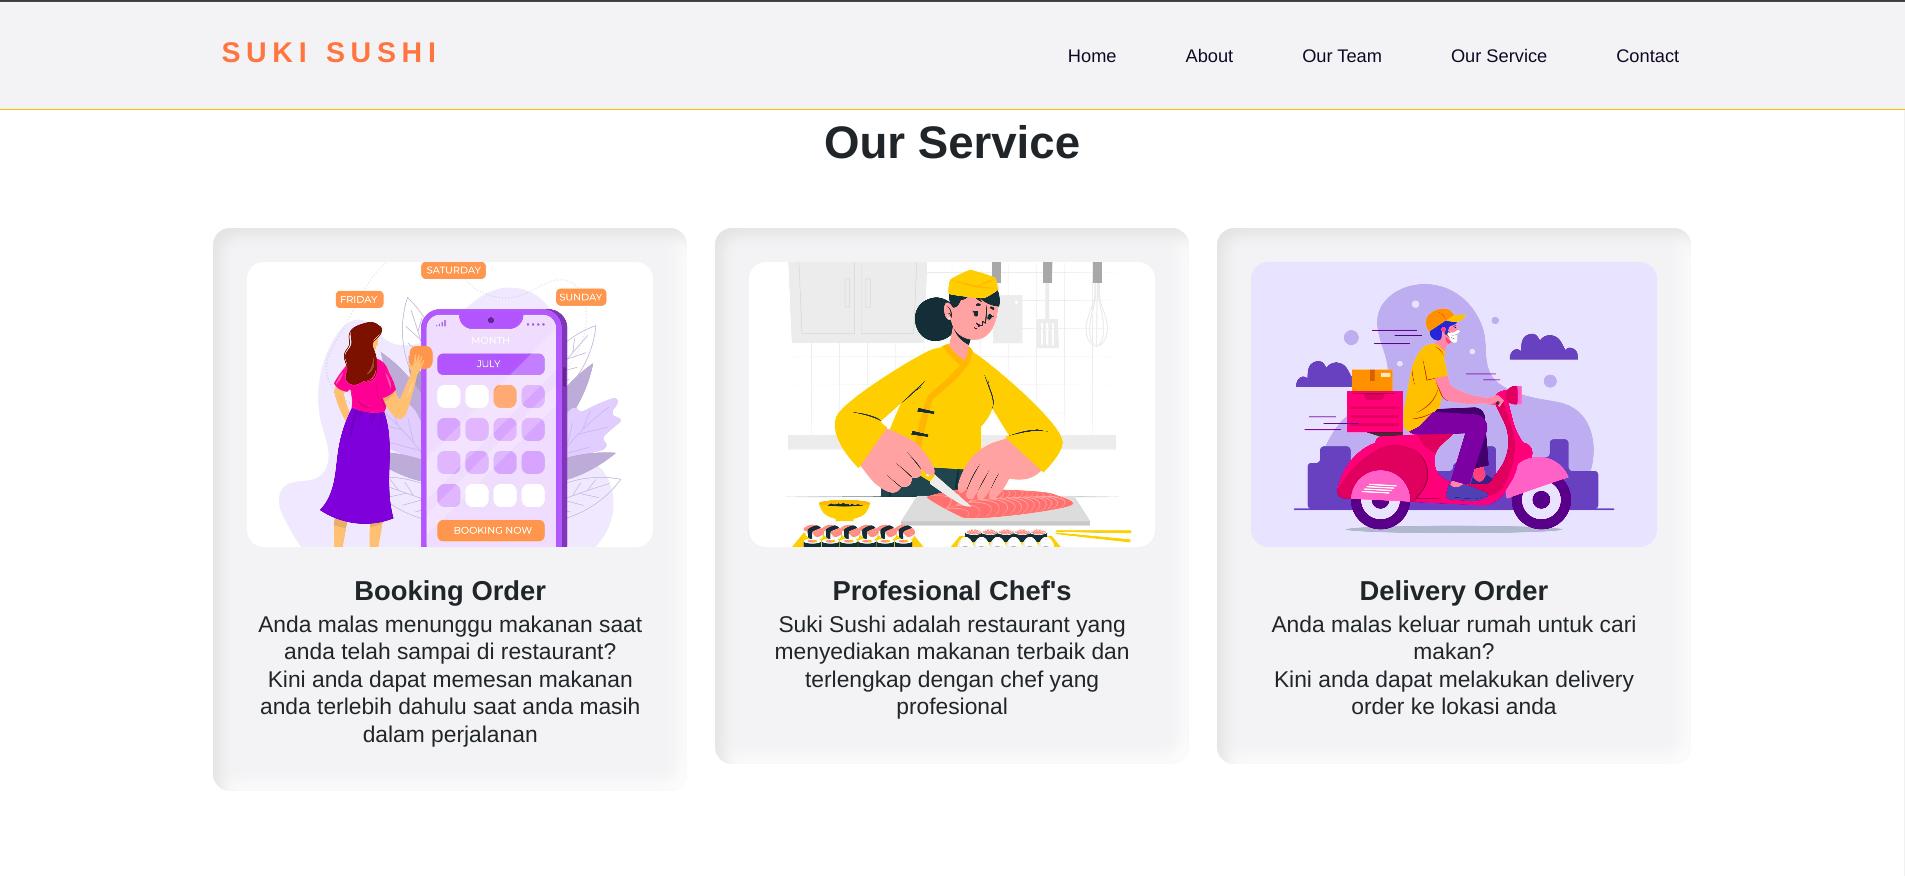 SUKI SUSHI
Home
About
Our Team
Our Service
Contact
Our Service
SATURDAY
FRIDAY
SUNDAY
MONTH
JULY
BOOKING NOW
Booking Order
Anda malas menunggu makanan saat
anda telah sampai di restaurant?
Kini anda dapat memesan makanan
anda terlebih dahulu saat anda masih
dalam perjalanan
Profesional Chef's
Suki Sushi adalah restaurant yang
menyediakan makanan terbaik dan
terlengkap dengan chef yang
profesional
Delivery Order
Anda malas keluar rumah untuk cari
makan?
Kini anda dapat melakukan delivery
order ke lokasi anda